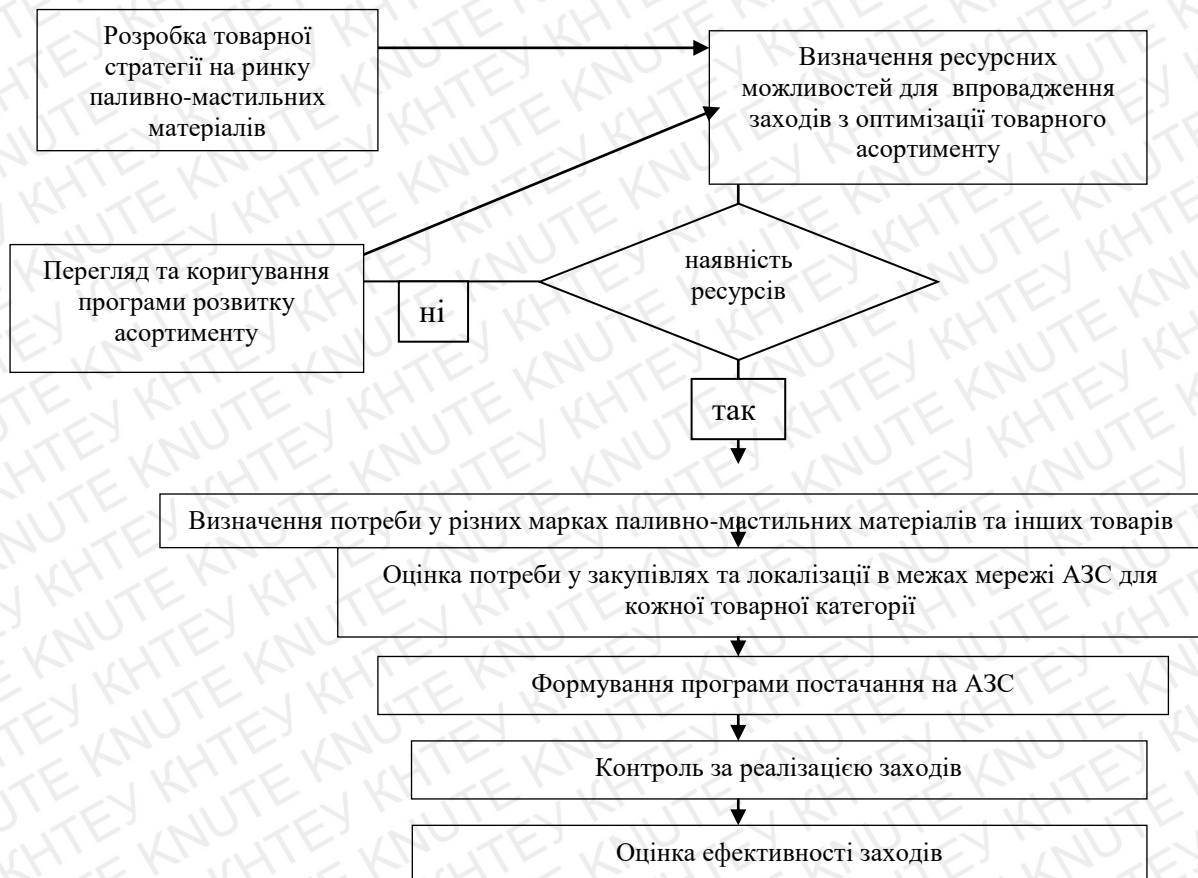 Розробка товарної
стратегії на ринку
паливно-мастильних
матеріалів
Визначення ресурсних
можливостей для впровадження
заходів з оптимізації товарного
асортименту
Перегляд та коригування
програми розвитку
асортименту
ні
наявність
ресурсів
так
Визначення потреби у різних марках паливно-мастильних матеріалів та інших товарів
Оцінка потреби у закупівлях та локалізації в межах мережі АЗС для
кожної товарної категорії
Формування програми постачання на АЗС
Контроль за реалізацією заходів
Оцінка ефективності заходів